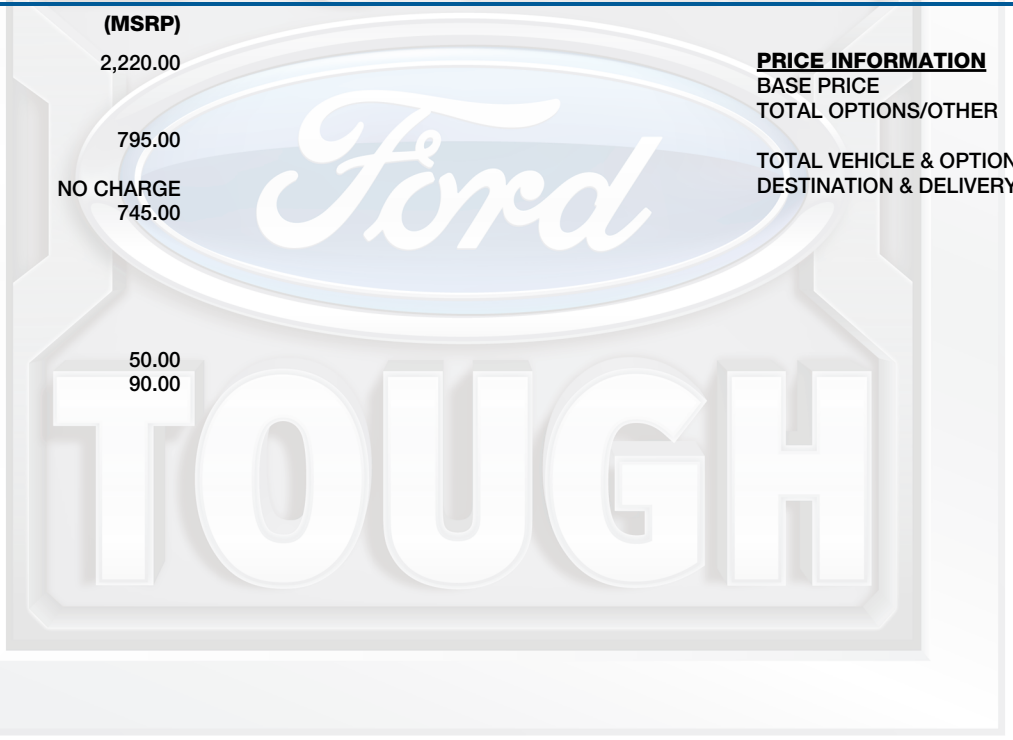 (MSRP)
2,220.00
795.00
NO CHARGE
745.00
50.00
90.00
PRICE INFORMATION
BASE PRICE
TOTAL OPTIONS/OTHER
TOTAL VEHICLE & OPTION
DESTINATION & DELIVERY
Ford
TOUGH